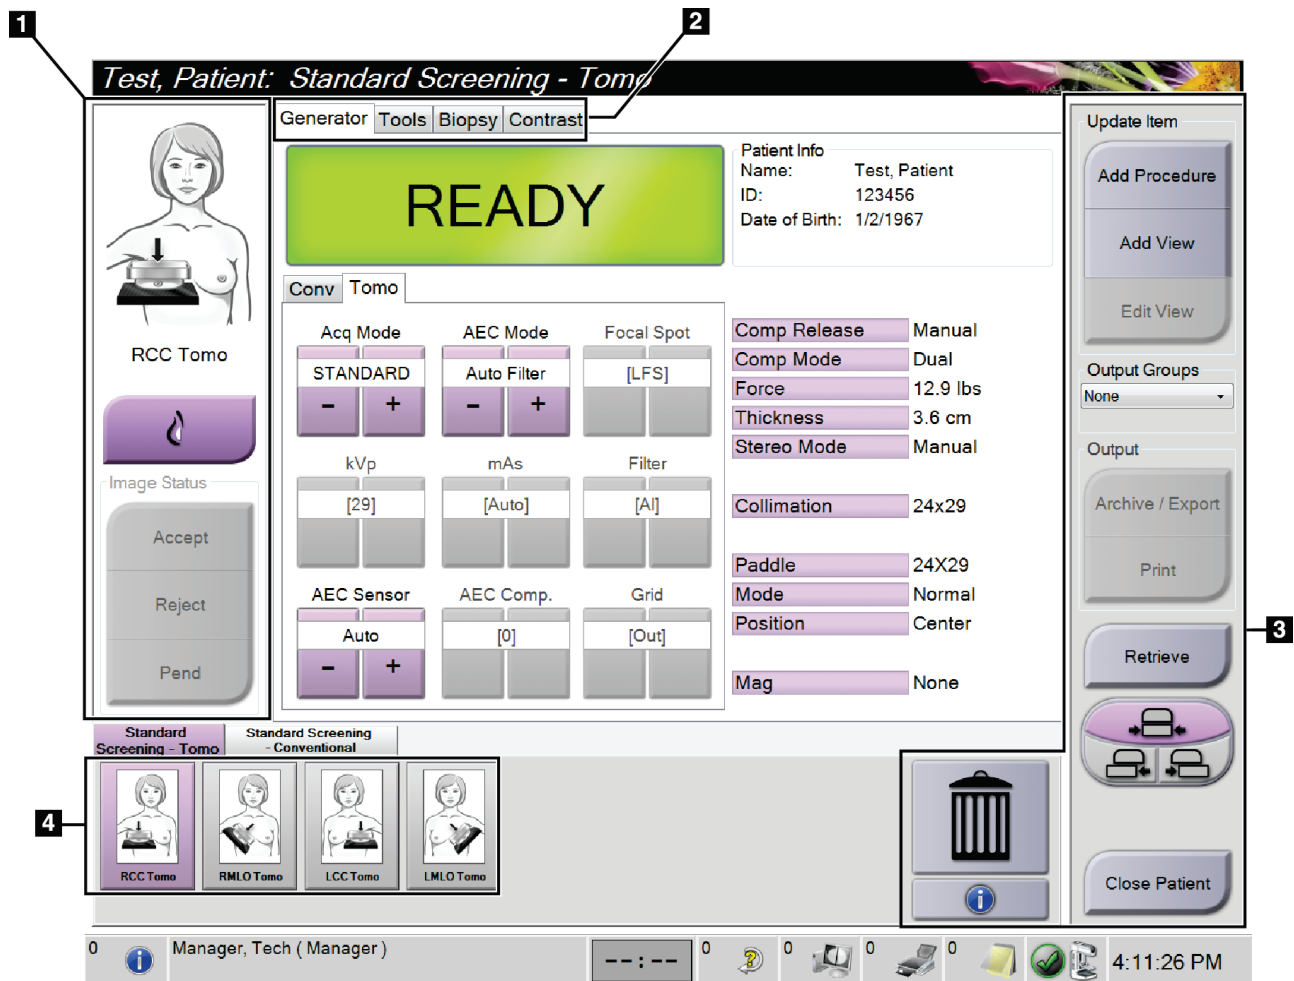 1
2
Test, Patient: Standard Screening - Tomo
Generator Tools Biopsy Contrast
READY
Patient Info
Name: Test, Patient
ID: 123456
Date of Birth: 1/2/1967
RCC Tomo
Image Status
Accept
Reject
Pend
Conv Tomo
Acq Mode AEC Mode Focal Spot
STANDARD Auto Filter [LFS]
- + - +
kVp mAs Filter
[29] [Auto] [Al]
AEC Sensor AEC Comp. Grid
Auto [0] [Out]
- +
Comp Release Manual
Comp Mode Dual
Force 12.9 lbs
Thickness 3.6 cm
Stereo Mode Manual
Collimation 24x29
Paddle 24X29
Mode Normal
Position Center
Mag None
Update Item
Add Procedure
Add View
Edit View
Output Groups
None
Output
Archive / Export
Print
Retrieve
Close Patient
3
Standard
Screening - Tomo
Standard Screening
- Conventional
4
RCC Tomo RMLO Tomo LCC Tomo LMLO Tomo
i
0 i Manager, Tech ( Manager ) --:-- 0 ? 0 0 0 4:11:26 PM